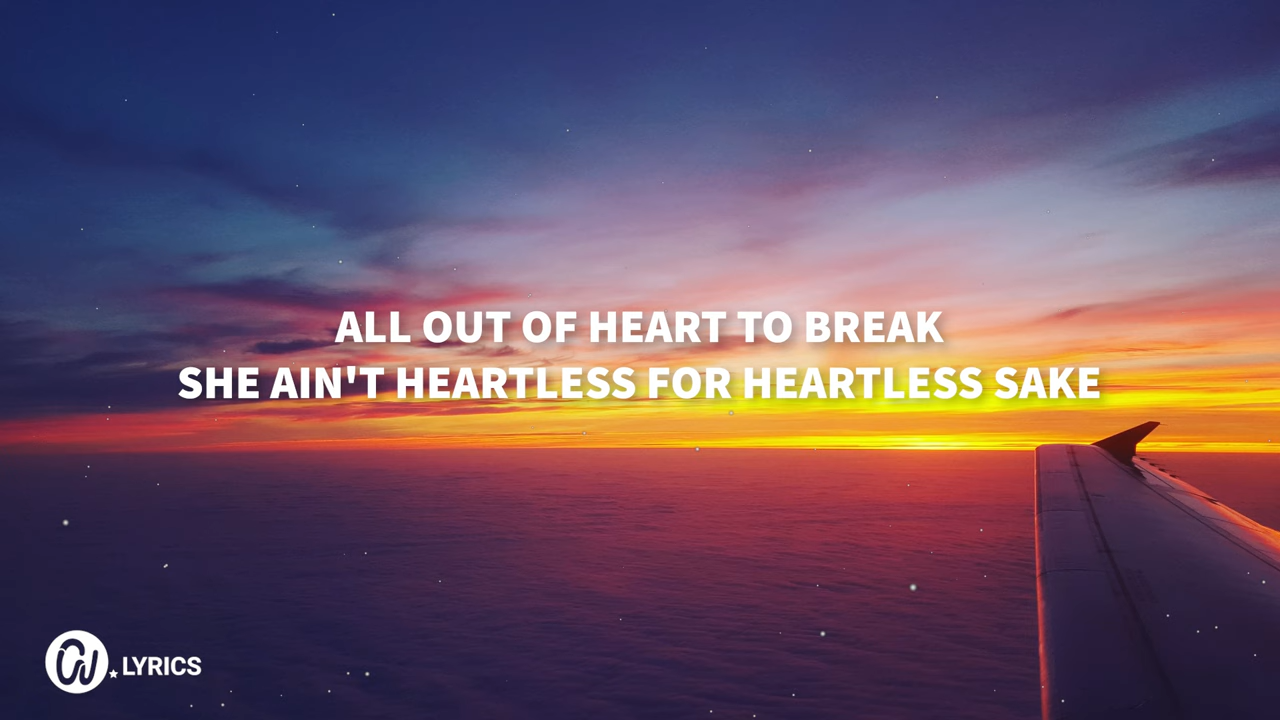 ALL OUT OF HEART TO BREAK
SHE AIN'T HEARTLESS FOR HEARTLESS SAKE
LYRICS